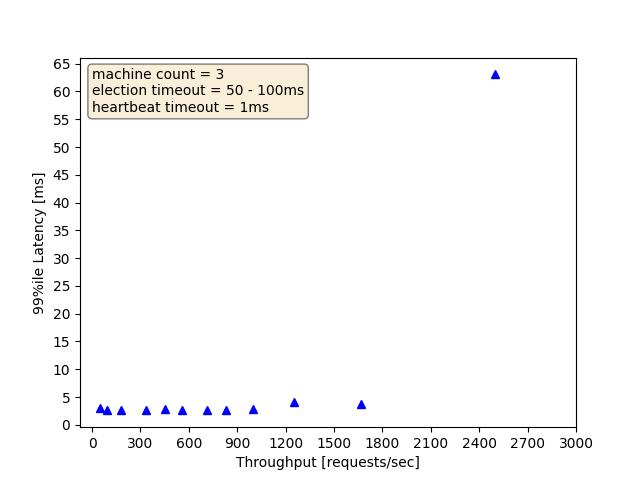 machine count = 3
election timeout = 50 - 100ms
heartbeat timeout = 1ms
65
60
55
50
45
40
35
30
25
20
15
10
5
0
99%ile Latency [ms]
0 300 600 900 1200 1500 1800 2100 2400 2700 3000
Throughput [requests/sec]